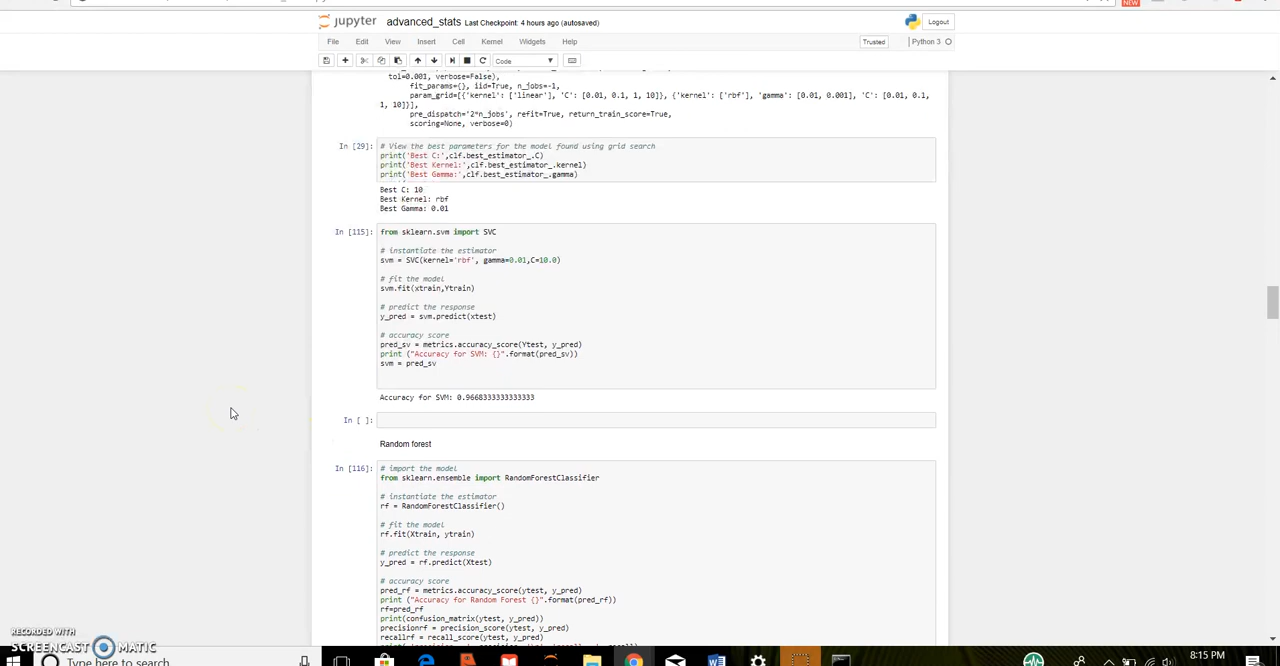 NEW
jupyter advanced_stats Last Checkpoint: 4 hours ago (autosaved)
Logout
File Edit View Insert Cell Kernel Widgets Help
Trusted Python 3
Code
tol=0.001, verbose=False),
fit_params={}, iid=True, n_jobs=-1,
param_grid=[{'kernel': ['linear'], 'C': [0.01, 0.1, 1, 10]}, {'kernel': ['rbf'], 'gamma': [0.01, 0.001], 'C': [0.01, 0.1,
1, 10]}],
pre_dispatch='2*n_jobs', refit=True, return_train_score=True,
scoring=None, verbose=0)
In [29]: # View the best parameters for the model found using grid search
print('Best C:',clf.best_estimator_.C)
print('Best Kernel:',clf.best_estimator_.kernel)
print('Best Gamma:',clf.best_estimator_.gamma)
Best C: 10
Best Kernel: rbf
Best Gamma: 0.01
In [115]: from sklearn.svm import SVC
# instantiate the estimator
svm = SVC(kernel='rbf', gamma=0.01,C=10.0)
# fit the model
svm.fit(xtrain,Ytrain)
# predict the response
y_pred = svm.predict(xtest)
# accuracy score
pred_sv = metrics.accuracy_score(Ytest, y_pred)
print ("Accuracy for SVM: {}".format(pred_sv))
svm = pred_sv
Accuracy for SVM: 0.9668333333333333
In [ ]:
Random forest
In [116]: # import the model
from sklearn.ensemble import RandomForestClassifier
# instantiate the estimator
rf = RandomForestClassifier()
# fit the model
rf.fit(Xtrain, ytrain)
# predict the response
y_pred = rf.predict(Xtest)
# accuracy score
pred_rf = metrics.accuracy_score(ytest, y_pred)
print ("Accuracy for Random Forest {}".format(pred_rf))
rf=pred_rf
print(confusion_matrix(ytest, y_pred))
precisionrf = precision_score(ytest, y_pred)
recallrf = recall_score(ytest, y_pred)
RECORDED WITH
SCREENCAST MATIC
Type here to search
8:15 PM